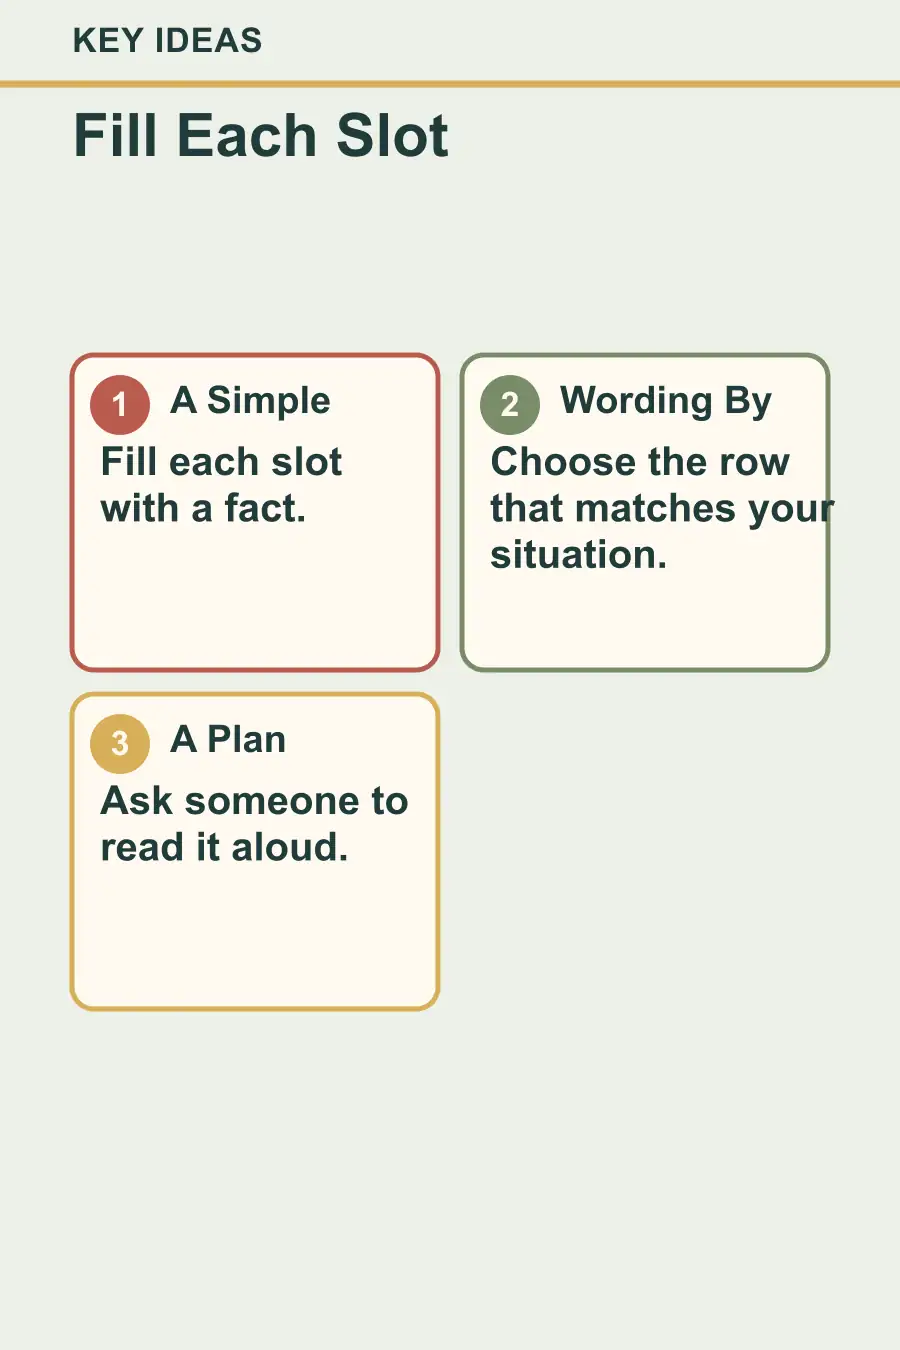 KEY IDEAS
Fill Each Slot
1 A Simple
Fill each slot
with a fact.
2 Wording By
Choose the row
that matches your
situation.
3 A Plan
Ask someone to
read it aloud.